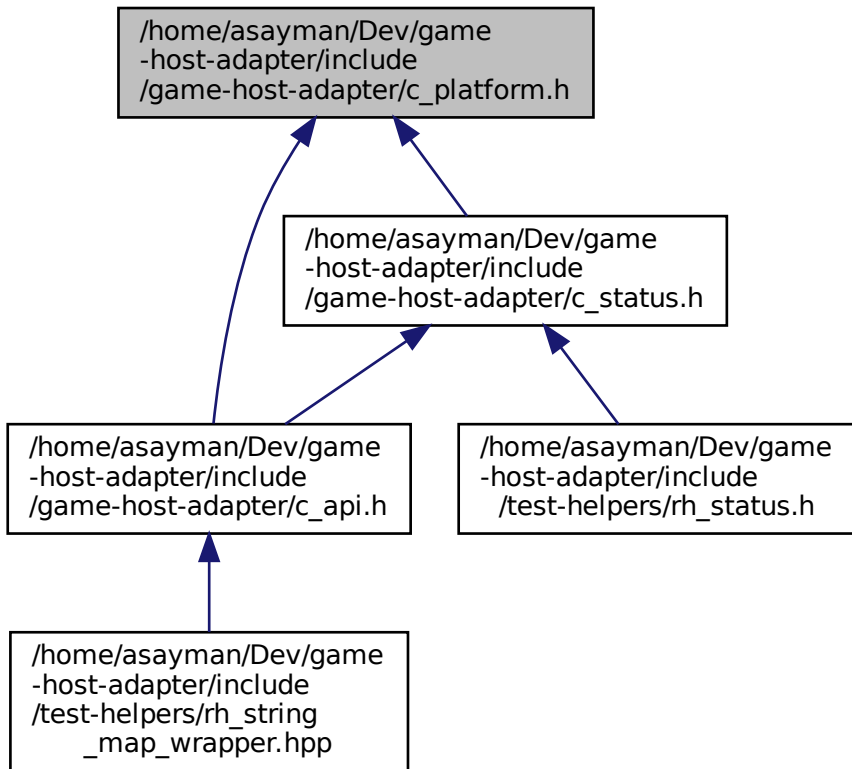 /home/asayman/Dev/game
-host-adapter/include
/game-host-adapter/c_platform.h
/home/asayman/Dev/game
-host-adapter/include
/game-host-adapter/c_status.h
/home/asayman/Dev/game
-host-adapter/include
/game-host-adapter/c_api.h
/home/asayman/Dev/game
-host-adapter/include
/test-helpers/rh_status.h
/home/asayman/Dev/game
-host-adapter/include
/test-helpers/rh_string
_map_wrapper.hpp